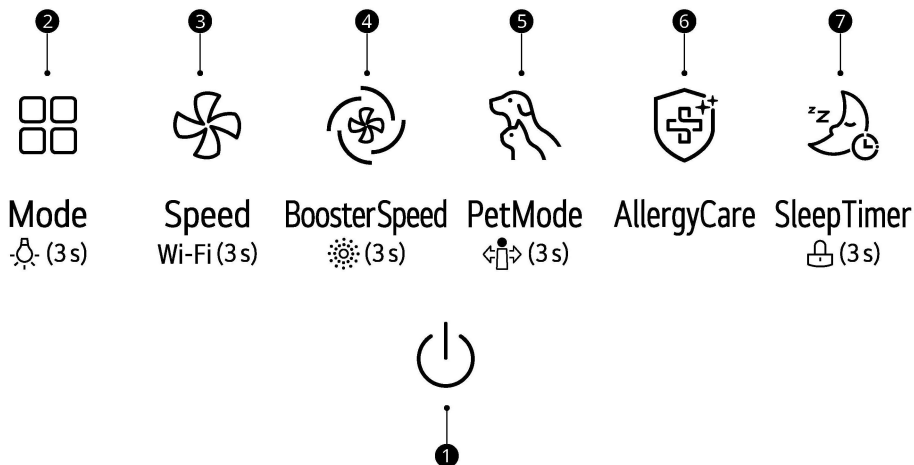 2 3 4 5 6 7
zZ
Mode Speed BoosterSpeed PetMode AllergyCare SleepTimer
(3 s) Wi-Fi (3 s) (3 s) (3 s) (3 s)
1